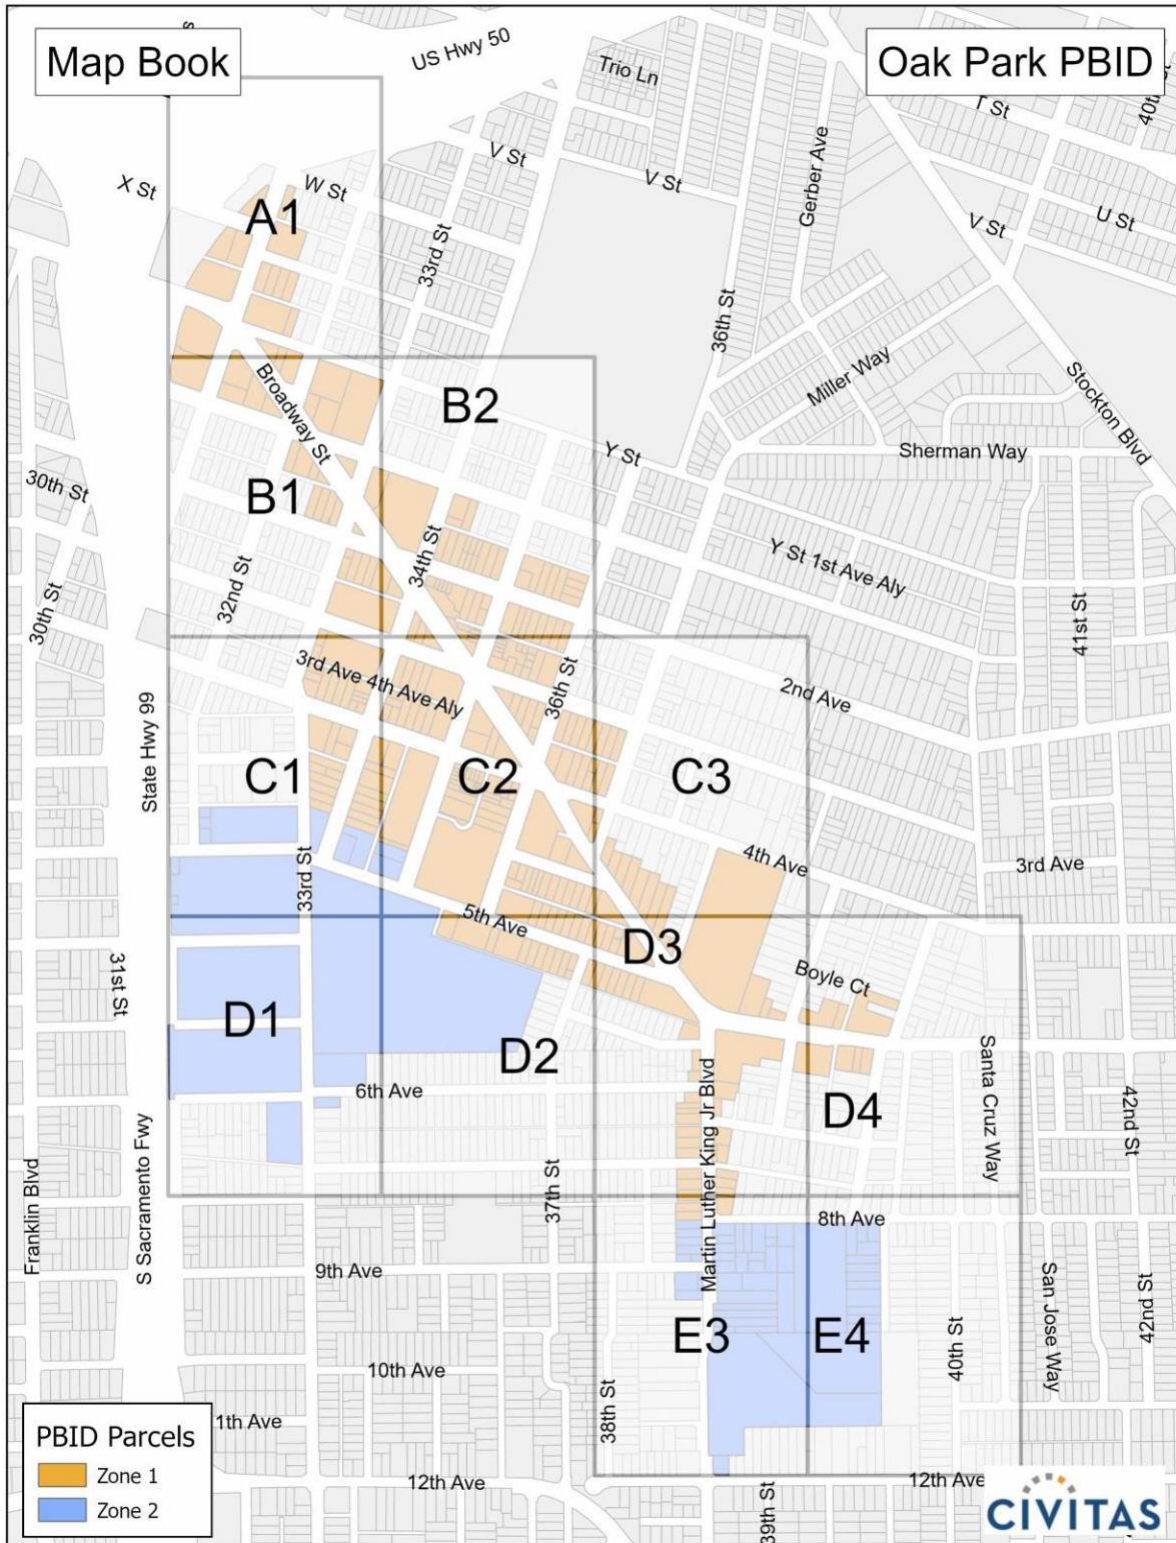 Map Book
Oak Park PBID
US Hwy 50
Trio Ln
T St
X St
W St
V St
V St
Gerber Ave
V St
U St
A1
33rd St
36th St
Miller Way
Stockton Blvd
Broadway St
B2
Y St
Sherman Way
30th St
B1
34th St
Y St 1st Ave Aly
32nd St
30th St
41st St
3rd Ave 4th Ave Aly
36th St
2nd Ave
State Hwy 99
C1
C2
C3
4th Ave
3rd Ave
33rd St
5th Ave
D3
31st St
Boyle Ct
D1
D2
Santa Cruz Way
6th Ave
Martin Luther King Jr Blvd
D4
42nd St
Franklin Blvd
S Sacramento Fwy
37th St
8th Ave
9th Ave
San Jose Way
42nd St
E3
E4
40th St
10th Ave
38th St
1th Ave
PBID Parcels
Zone 1
Zone 2
12th Ave
39th St
12th Ave
CIVITAS